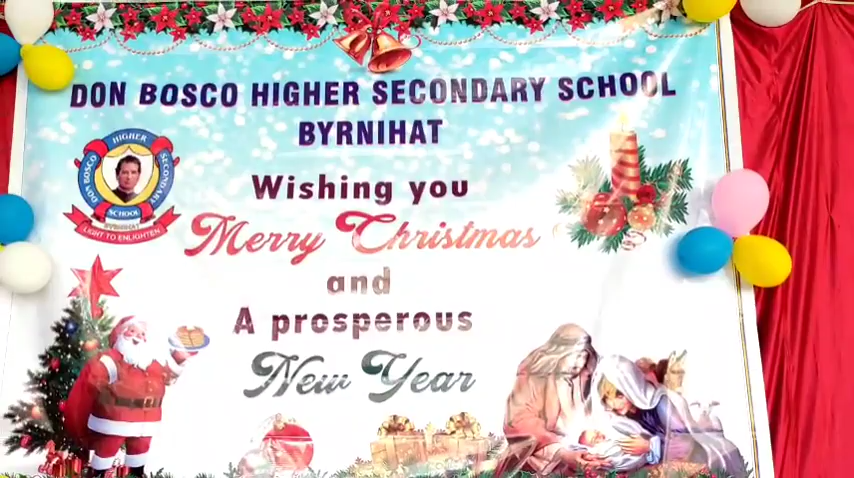 DON BOSCO HIGHER SECONDARY SCHOOL
BYRNIHAT
HIGHER
DON BOSCO
SECONDARY
SCHOOL
BYRNIHAT
LIGHT TO ENLIGHTEN
Wishing you
Merry Christmas
and
A prosperous
New Year